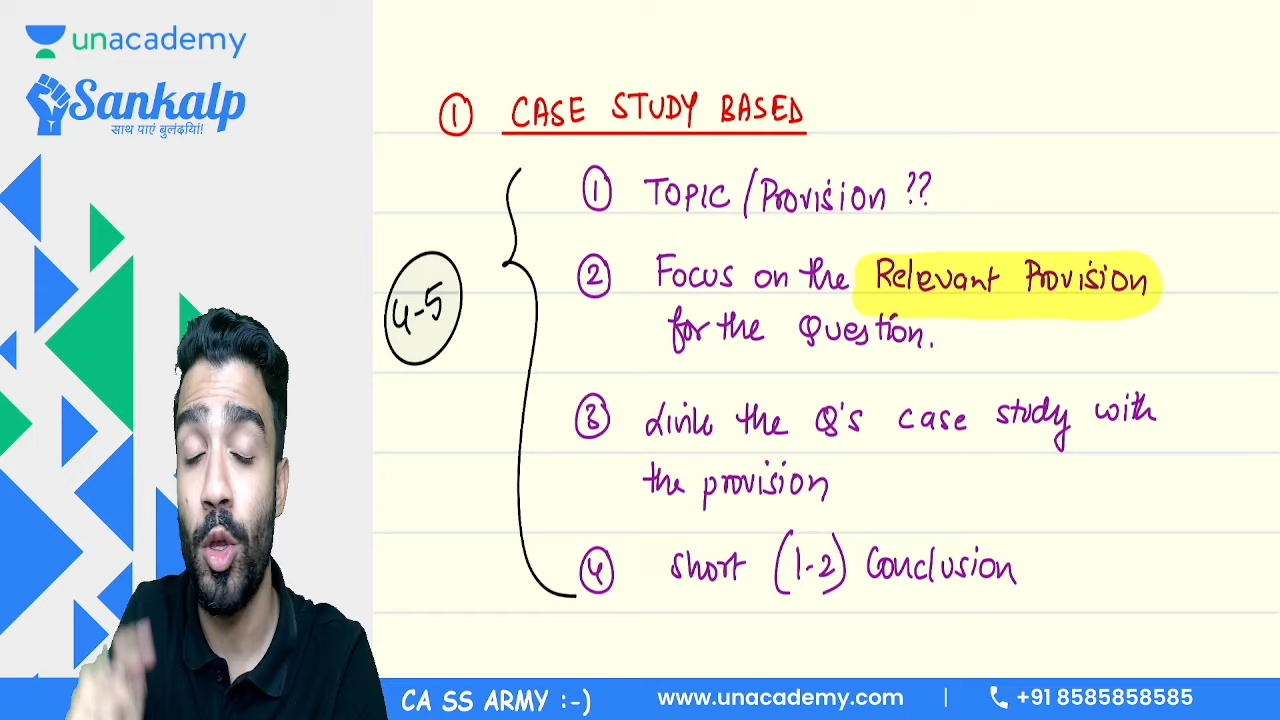 unacademy
Sankalp
साथ पाएं बुलंदियां!
① CASE STUDY BASED
① TOPIC/Provision ??
② Focus on the Relevant Provision
for the Question.
4-5
③ Link the Q's case study with
the provision
④ short (1-2) Conclusion
CA SS ARMY :-)
www.unacademy.com | +91 8585858585